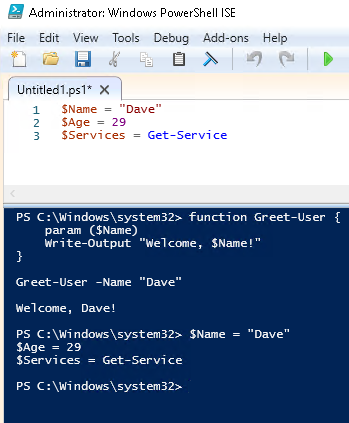 Administrator: Windows PowerShell ISE
File Edit View Tools Debug Add-ons Help
Untitled1.ps1*
1 $Name = "Dave"
2 $Age = 29
3 $Services = Get-Service
PS C:\Windows\system32> function Greet-User {
    param ($Name)
    Write-Output "Welcome, $Name!"
}
Greet-User -Name "Dave"
Welcome, Dave!
PS C:\Windows\system32> $Name = "Dave"
$Age = 29
$Services = Get-Service
PS C:\Windows\system32>